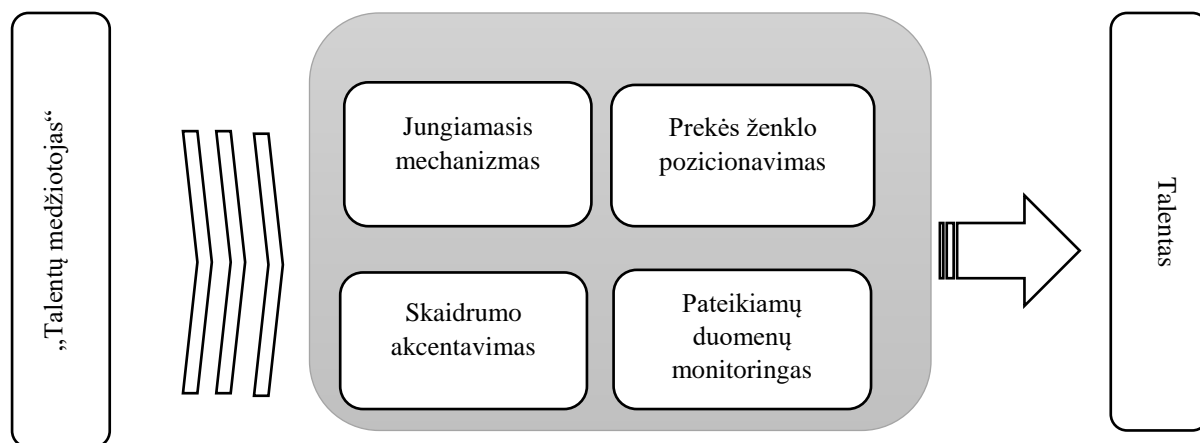 „Talentų medžiotojas“
Jungiamasis
mechanizmas
Prekės ženklo
pozicionavimas
Skaidrumo
akcentavimas
Pateikiamų
duomenų
monitoringas
Talentas